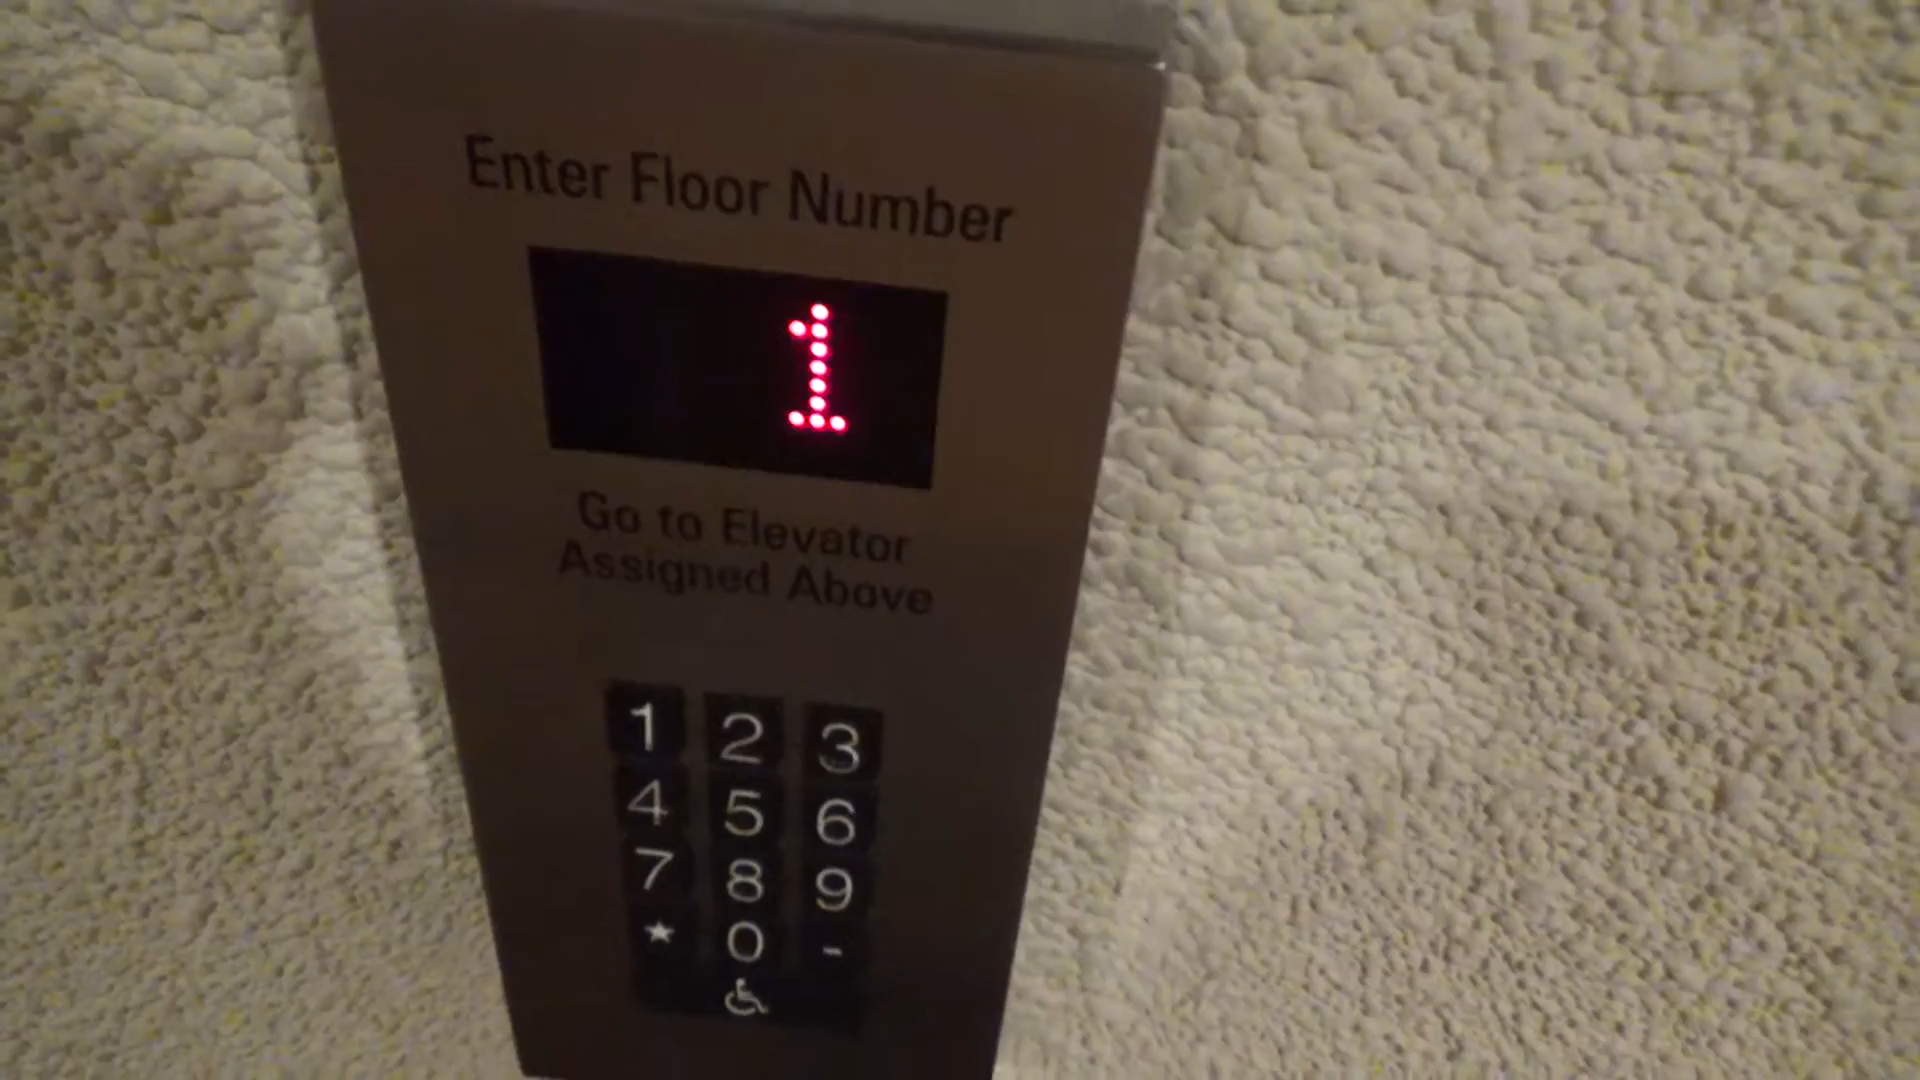 Enter Floor Number
1
Go to Elevator
Assigned Above
1 2 3
4 5 6
7 8 9
★ 0 -